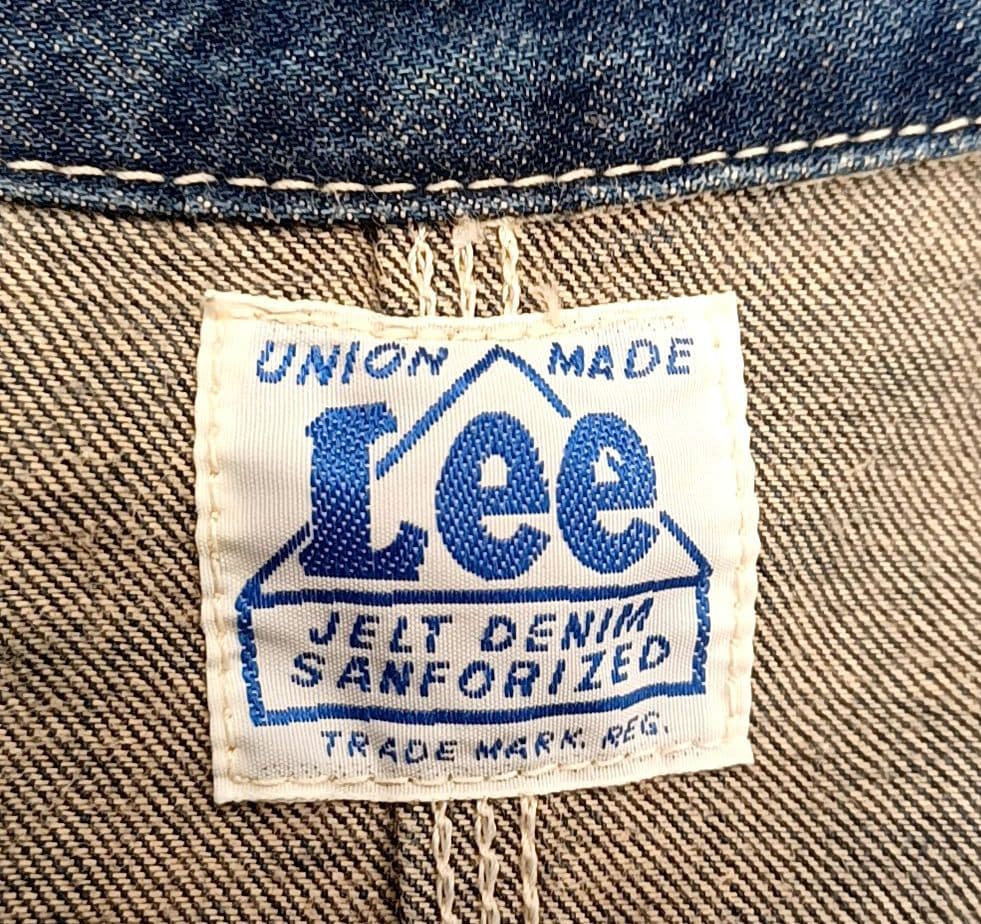 UNION MADE
Lee
JELT DENIM
SANFORIZED
TRADE MARK. REG.